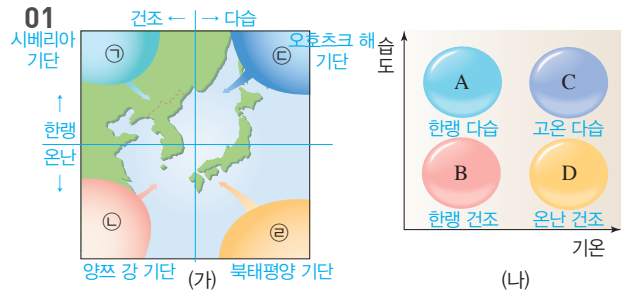 01
건조 ← → 다습
시베리아
기단
오호츠크 해
기단
㉠
㉢
↑
한랭
온난
↓
㉡
㉣
양쯔 강 기단
북태평양 기단
(가)
습도
A
한랭 다습
C
고온 다습
B
한랭 건조
D
온난 건조
기온
(나)